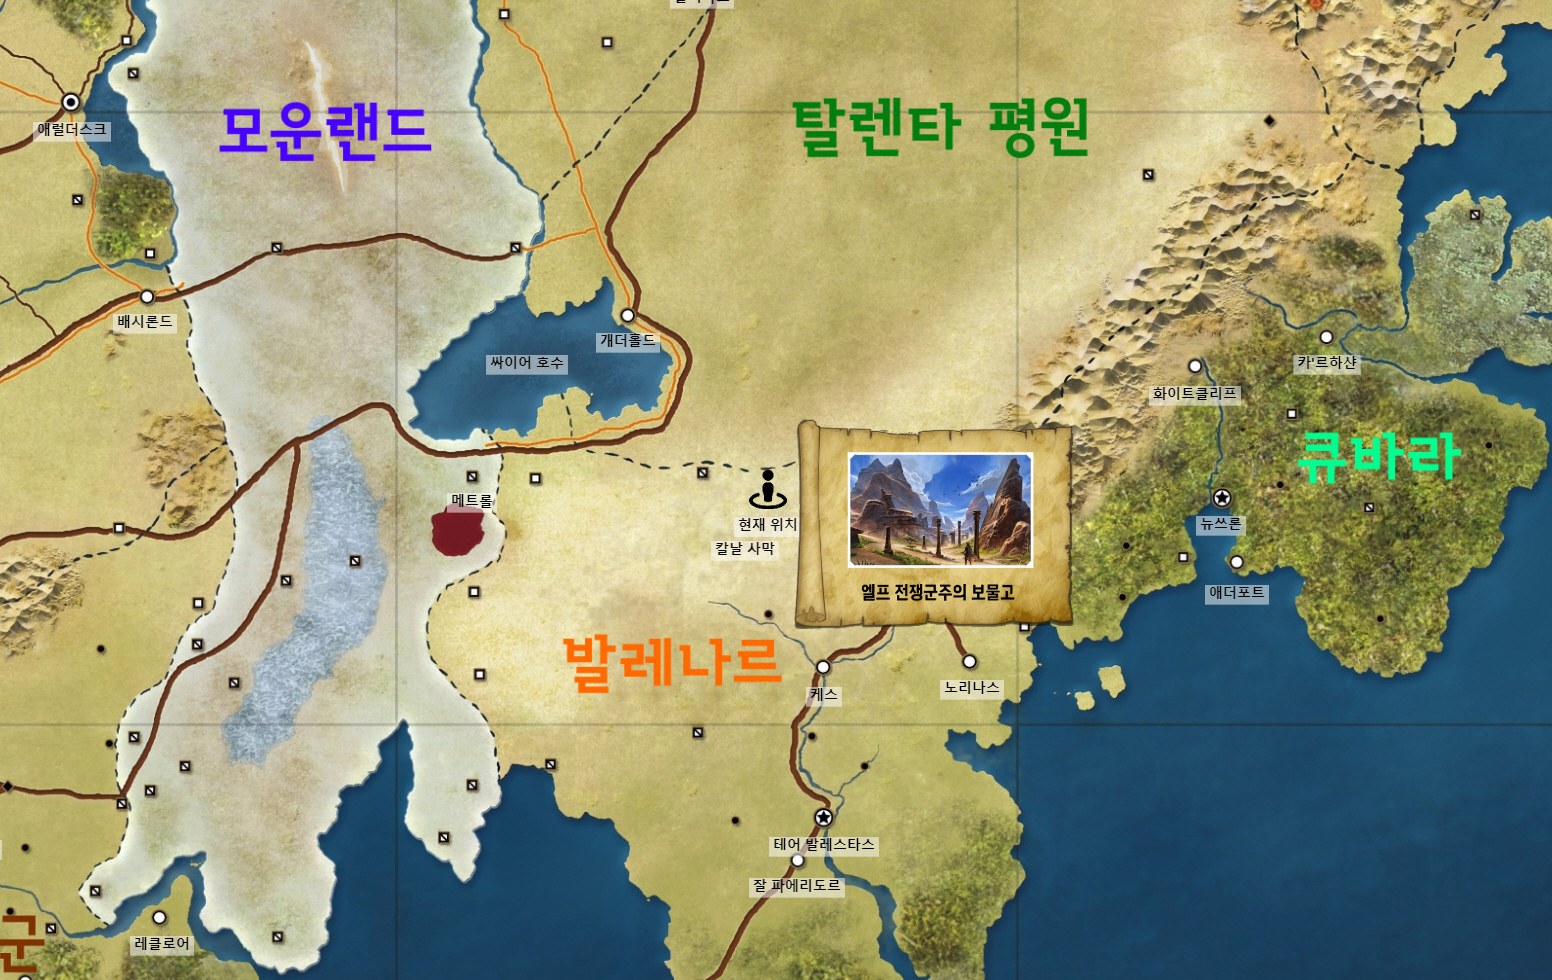 애럴더스크
모운랜드
탈렌타 평원
배시론드
개더홀드
싸이어 호수
카'르하샨
화이트클리프
큐바라
메트롤
현재 위치
칼날 사막
뉴쓰론
애더포트
엘프 전쟁군주의 보물고
발레나르
케스
노리나스
테어 발레스타스
잘 파에리도르
군
레클로어